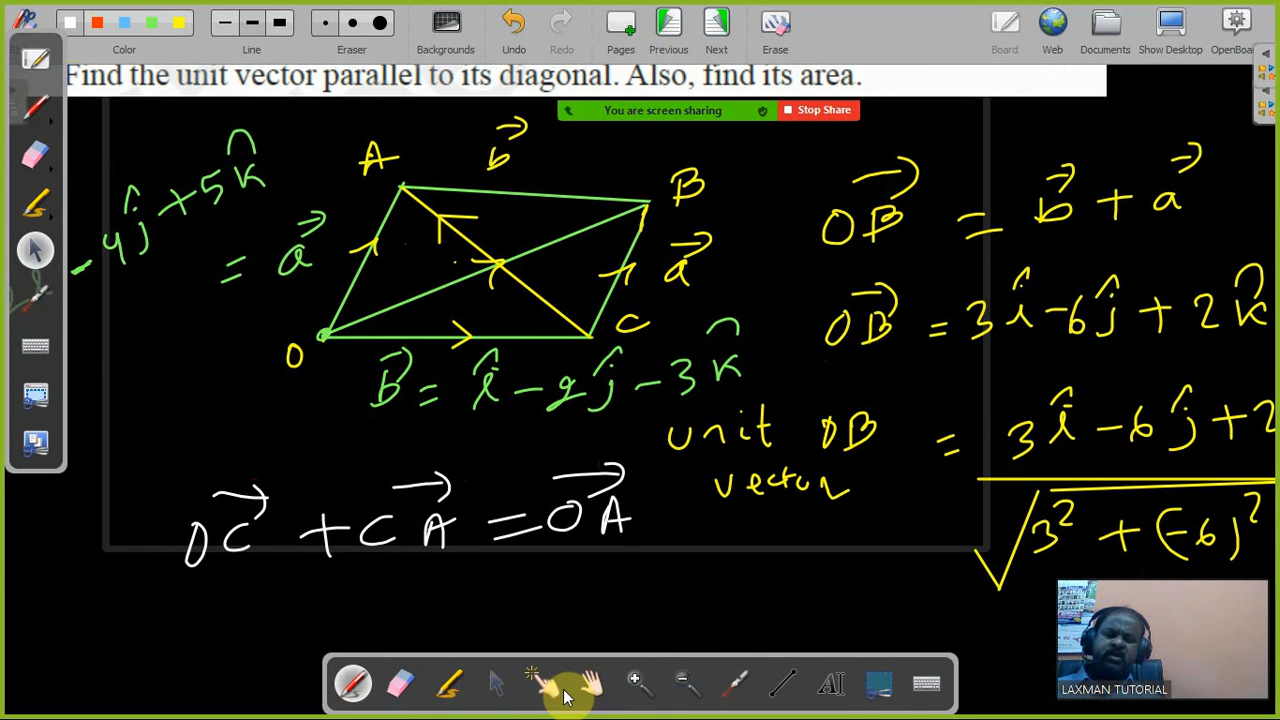 Color Line Eraser Backgrounds Undo Redo Pages Previous Next Erase Board Web Documents Show Desktop OpenBoa
Find the unit vector parallel to its diagonal. Also, find its area.
You are screen sharing Stop Share
A b⃗ B
- 4ĵ + 5k̂ = a⃗
a⃗
O C
B⃗ = î - 2ĵ - 3k̂
OB⃗ = b⃗ + a⃗
OB⃗ = 3î - 6ĵ + 2k̂
unit OB vector = 3î - 6ĵ + 2
√3² + (-6)²
OC⃗ + CA⃗ = OA⃗
LAXMAN TUTORIAL
AI